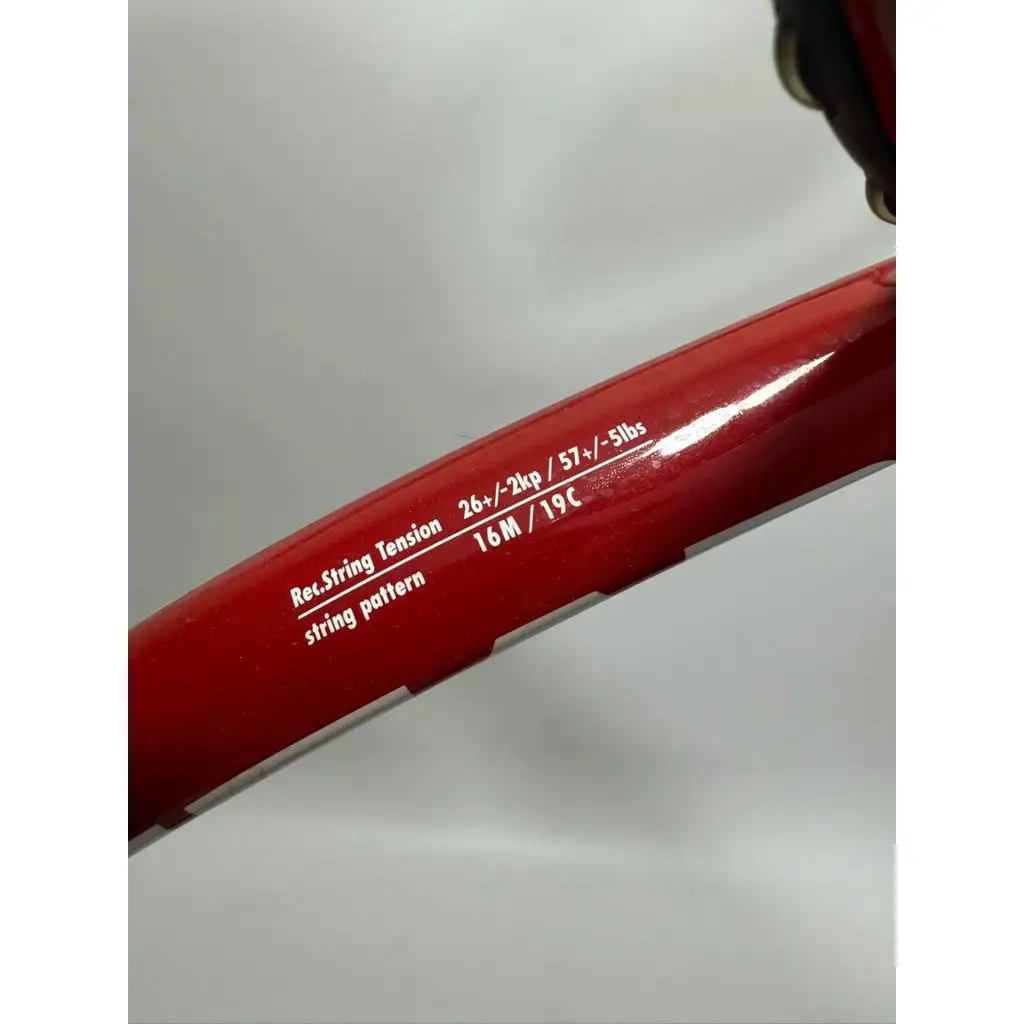 Rec.String Tension 26+/-2kp / 57+/-5lbs
string pattern 16M / 19C